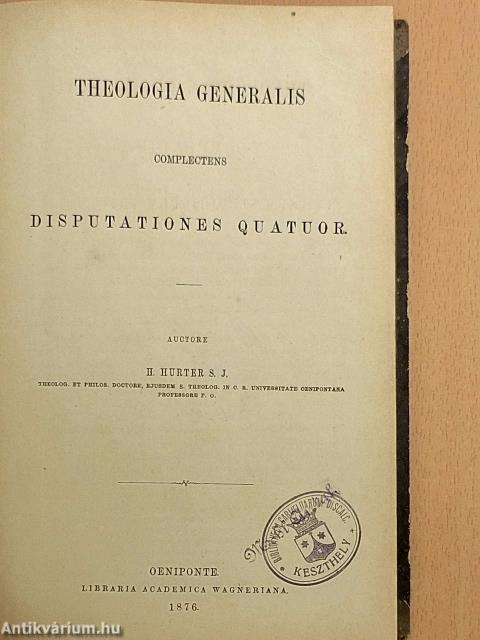 THEOLOGIA GENERALIS
COMPLECTENS
DISPUTATIONES QUATUOR.
AUCTORE
H. HURTER S. J.
THEOLOG. ET PHILOS. DOCTORE, EJUSDEM S. THEOLOG. IN C. R. UNIVERSITATE OENIPONTANA
PROFESSORE P. O.
DISCALC.
KESZTHELY
OENIPONTE.
LIBRARIA ACADEMICA WAGNERIANA.
1876.
Antikvárium.hu